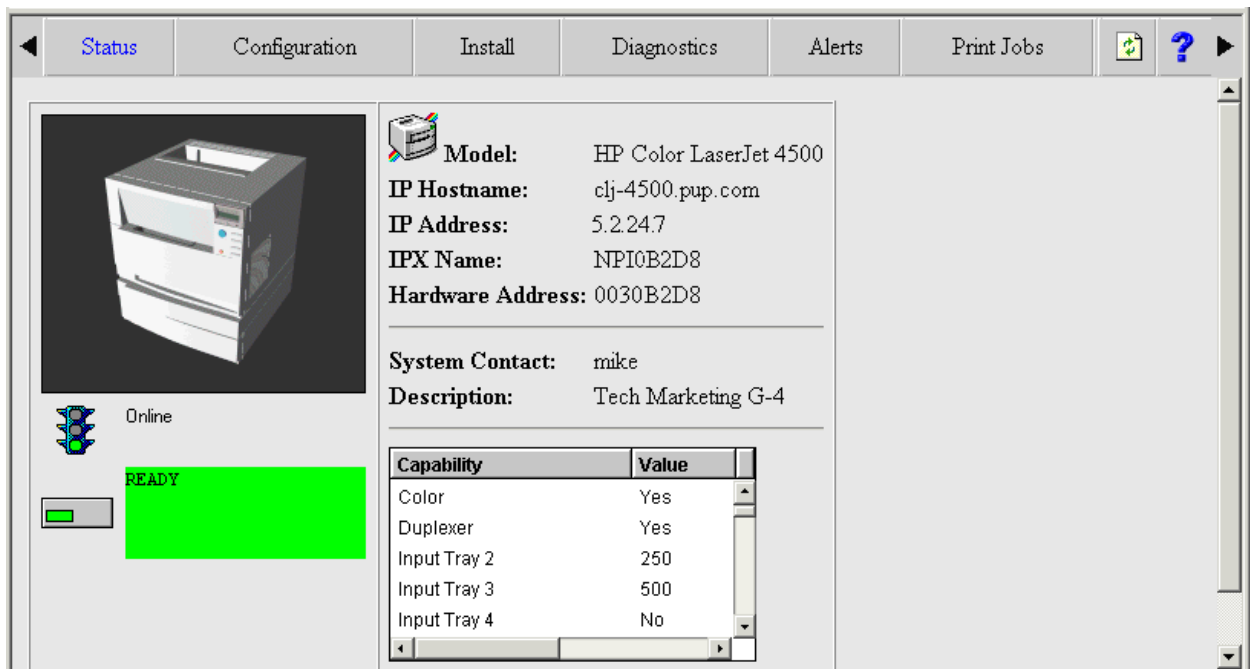 Status Configuration Install Diagnostics Alerts Print Jobs ?
Model: HP Color LaserJet 4500
IP Hostname: clj-4500.pup.com
IP Address: 5.2.24.7
IPX Name: NPI0B2D8
Hardware Address: 0030B2D8
System Contact: mike
Description: Tech Marketing G-4
Online
READY
Capability Value
Color Yes
Duplexer Yes
Input Tray 2 250
Input Tray 3 500
Input Tray 4 No